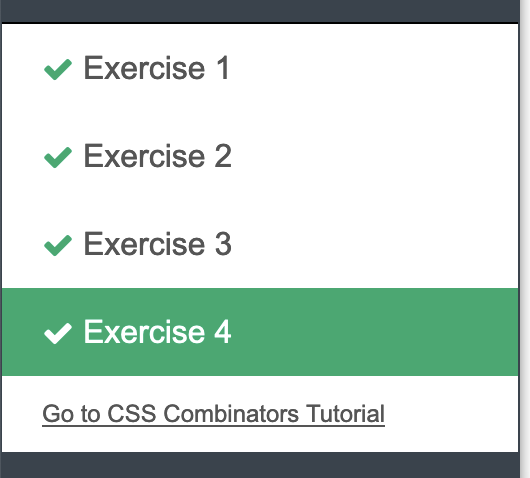 Exercise 1
Exercise 2
Exercise 3
Exercise 4
Go to CSS Combinators Tutorial